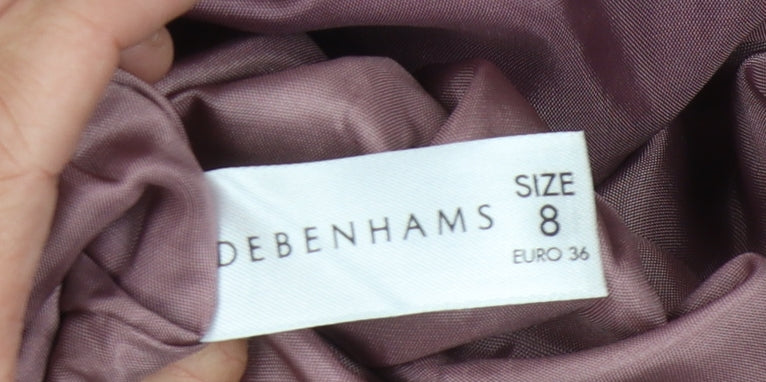 DEBENHAMS
SIZE
8
EURO 36